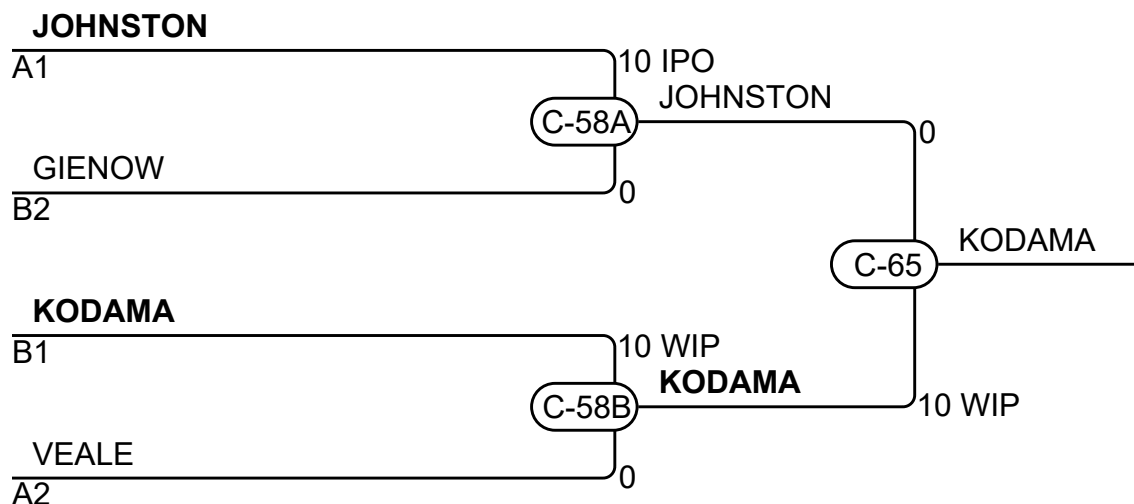 JOHNSTON
A1
10 IPO
JOHNSTON
C-58A
0
GIENOW
B2
0
KODAMA
C-65
KODAMA
B1
10 WIP
KODAMA
C-58B
10 WIP
VEALE
A2
0